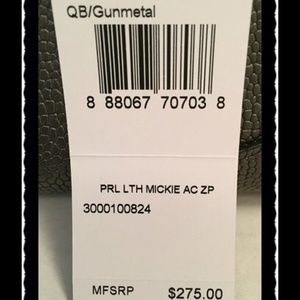 QB/Gunmetal
8 88067 70703 8
PRL LTH MICKIE AC ZP
3000100824
MFSRP $275.00